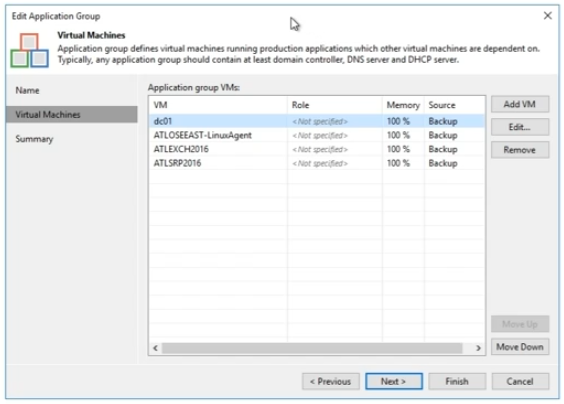 Edit Application Group
Virtual Machines
Application group defines virtual machines running production applications which other virtual machines are dependent on.
Typically, any application group should contain at least domain controller, DNS server and DHCP server.
Name
Virtual Machines
Summary
Application group VMs:
VM Role Memory Source
dc01 <Not specified> 100 % Backup
ATLOSEEAST-LinuxAgent <Not specified> 100 % Backup
ATLEXCH2016 <Not specified> 100 % Backup
ATLSRP2016 <Not specified> 100 % Backup
Add VM
Edit...
Remove
Move Up
Move Down
< Previous Next > Finish Cancel